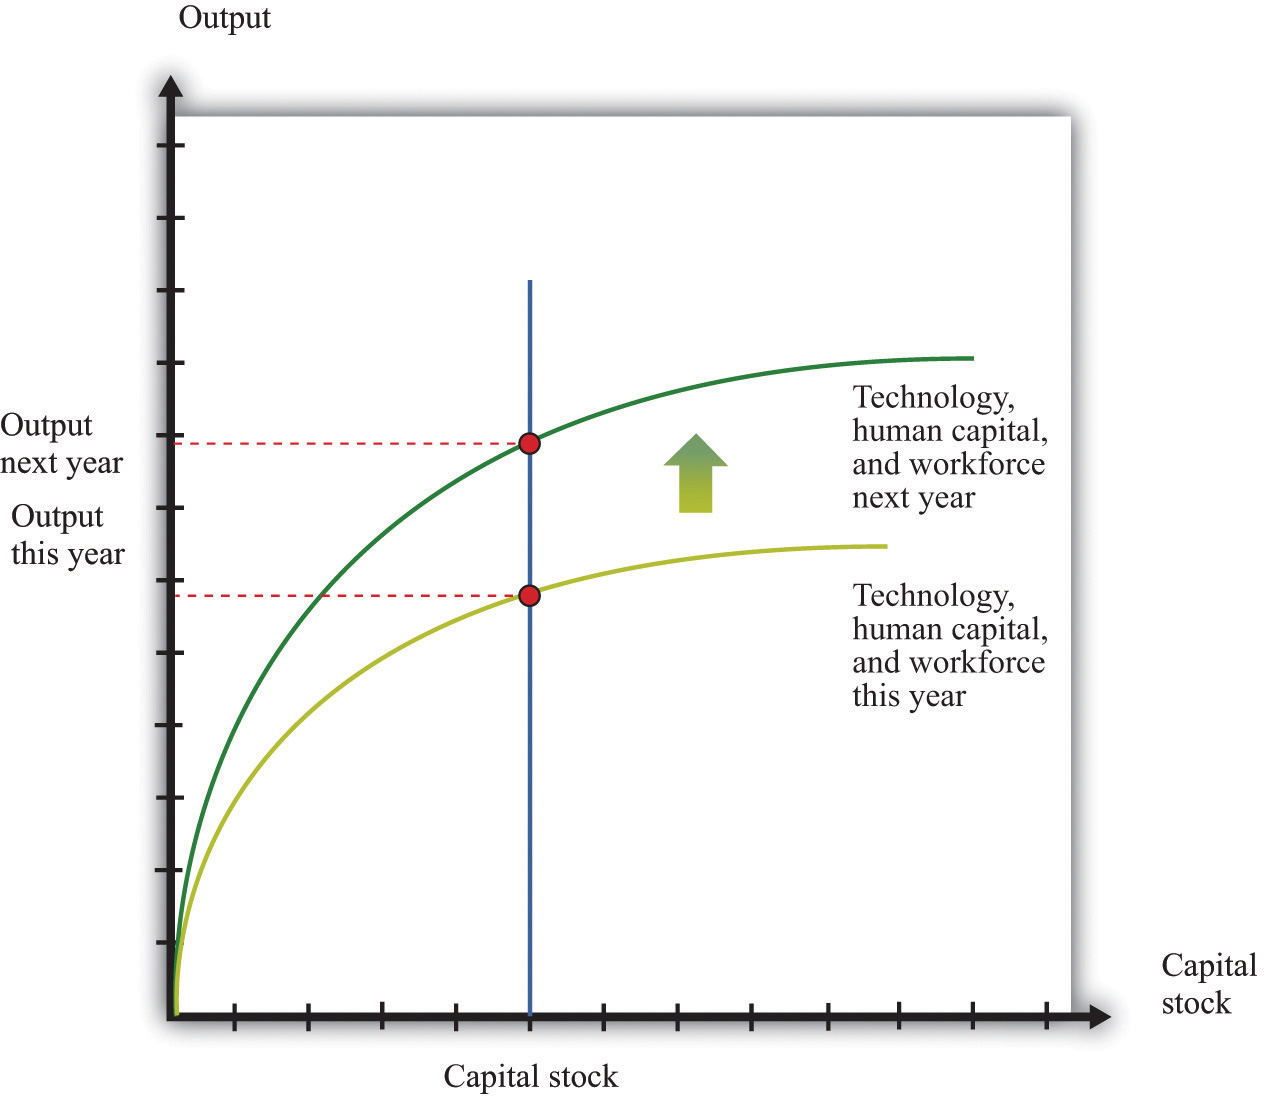 Output
Output
next year
Output
this year
Technology,
human capital,
and workforce
next year
Technology,
human capital,
and workforce
this year
Capital
stock
Capital stock